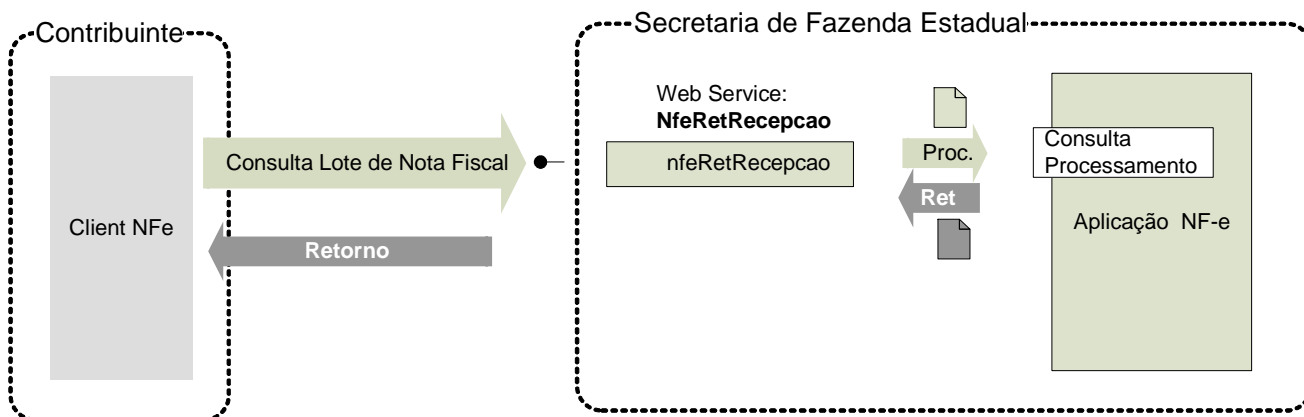 Contribuinte
Secretaria de Fazenda Estadual
Web Service:
NfeRetRecepcao
Consulta Lote de Nota Fiscal
nfeRetRecepcao
Proc.
Consulta
Processamento
Ret
Client NFe
Aplicação NF-e
Retorno